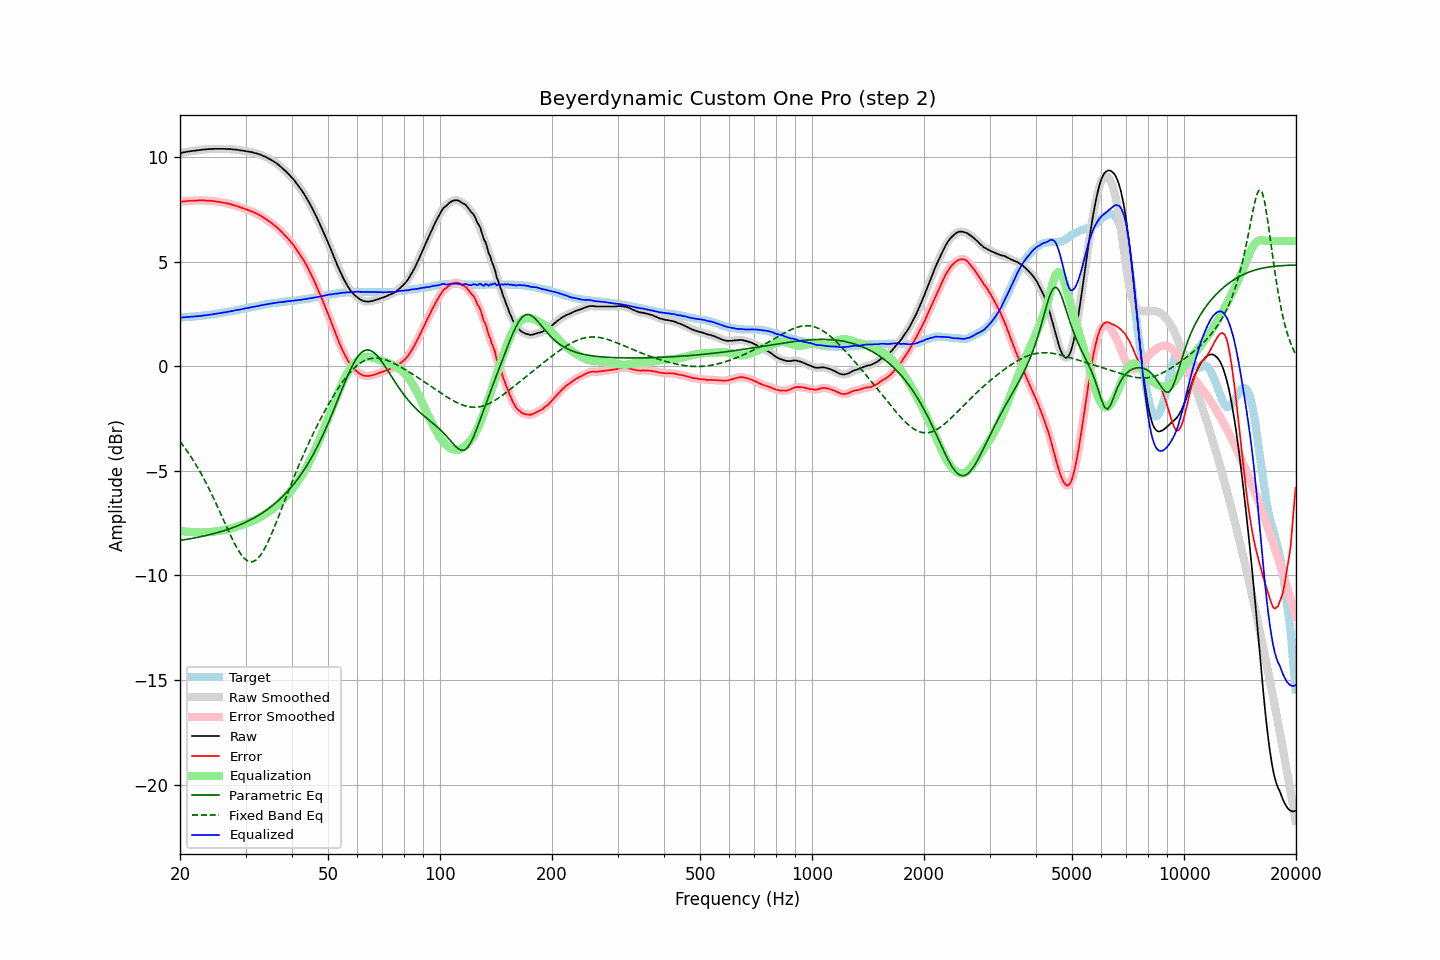 Beyerdynamic Custom One Pro (step 2)
10
5
0
−5
−10
−15
−20
Amplitude (dBr)
Target
Raw Smoothed
Error Smoothed
Raw
Error
Equalization
Parametric Eq
Fixed Band Eq
Equalized
20 50 100 200 500 1000 2000 5000 10000 20000
Frequency (Hz)